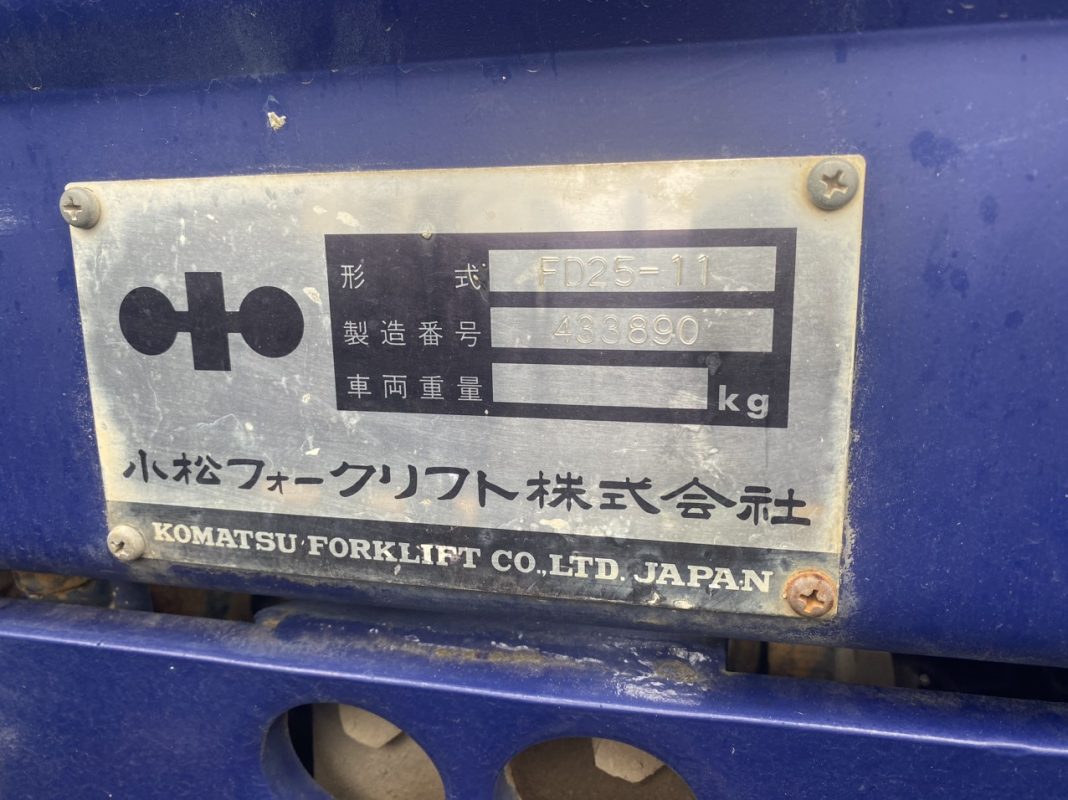 形式 FD25-11
製造番号 433890
車両重量 kg
小松フォークリフト株式会社
KOMATSU FORKLIFT CO.,LTD. JAPAN